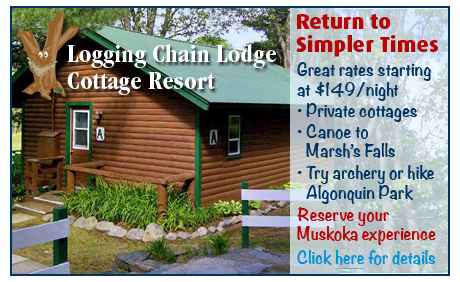 Logging Chain Lodge
Cottage Resort
A
A
Return to
Simpler Times
Great rates starting
at $149/night
• Private cottages
• Canoe to
Marsh's Falls
• Try archery or hike
Algonquin Park
Reserve your
Muskoka experience
Click here for details